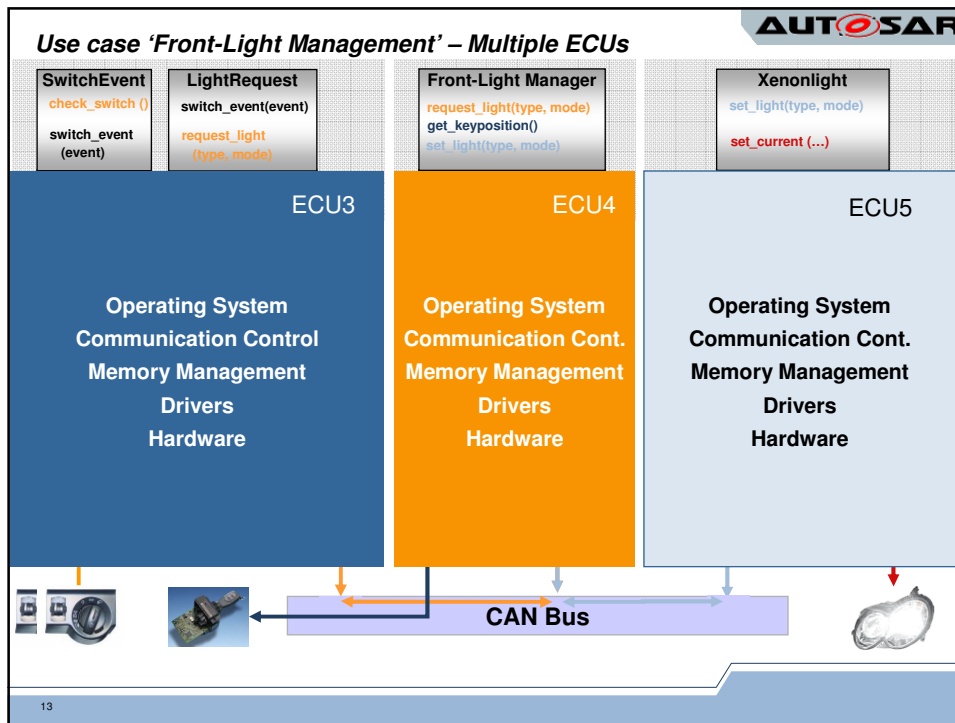 AUTOSAR
Use case ‘Front-Light Management’ – Multiple ECUs
SwitchEvent
check_switch ()
switch_event
(event)
LightRequest
switch_event(event)
request_light
(type, mode)
Front-Light Manager
request_light(type, mode)
get_keyposition()
set_light(type, mode)
Xenonlight
set_light(type, mode)
set_current (...)
ECU3
Operating System
Communication Control
Memory Management
Drivers
Hardware
ECU4
Operating System
Communication Cont.
Memory Management
Drivers
Hardware
ECU5
Operating System
Communication Cont.
Memory Management
Drivers
Hardware
CAN Bus
13